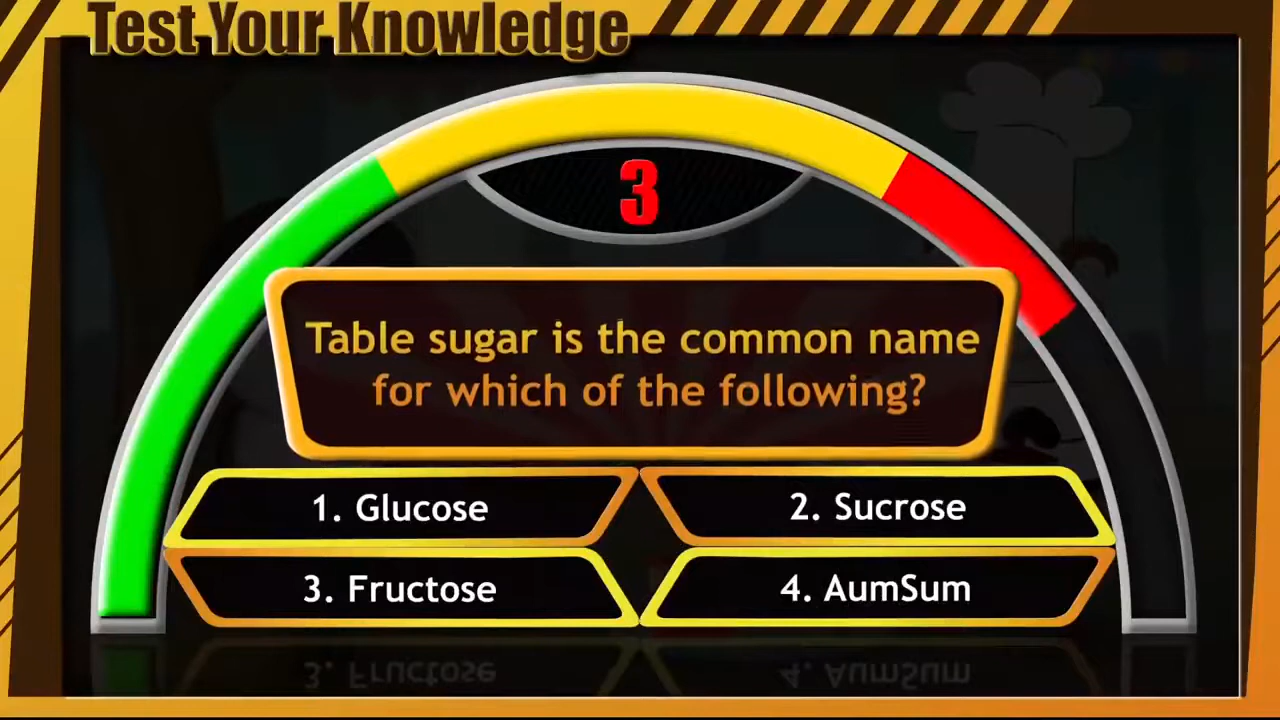 Test Your Knowledge
3
Table sugar is the common name
for which of the following?
1. Glucose
2. Sucrose
3. Fructose
4. AumSum